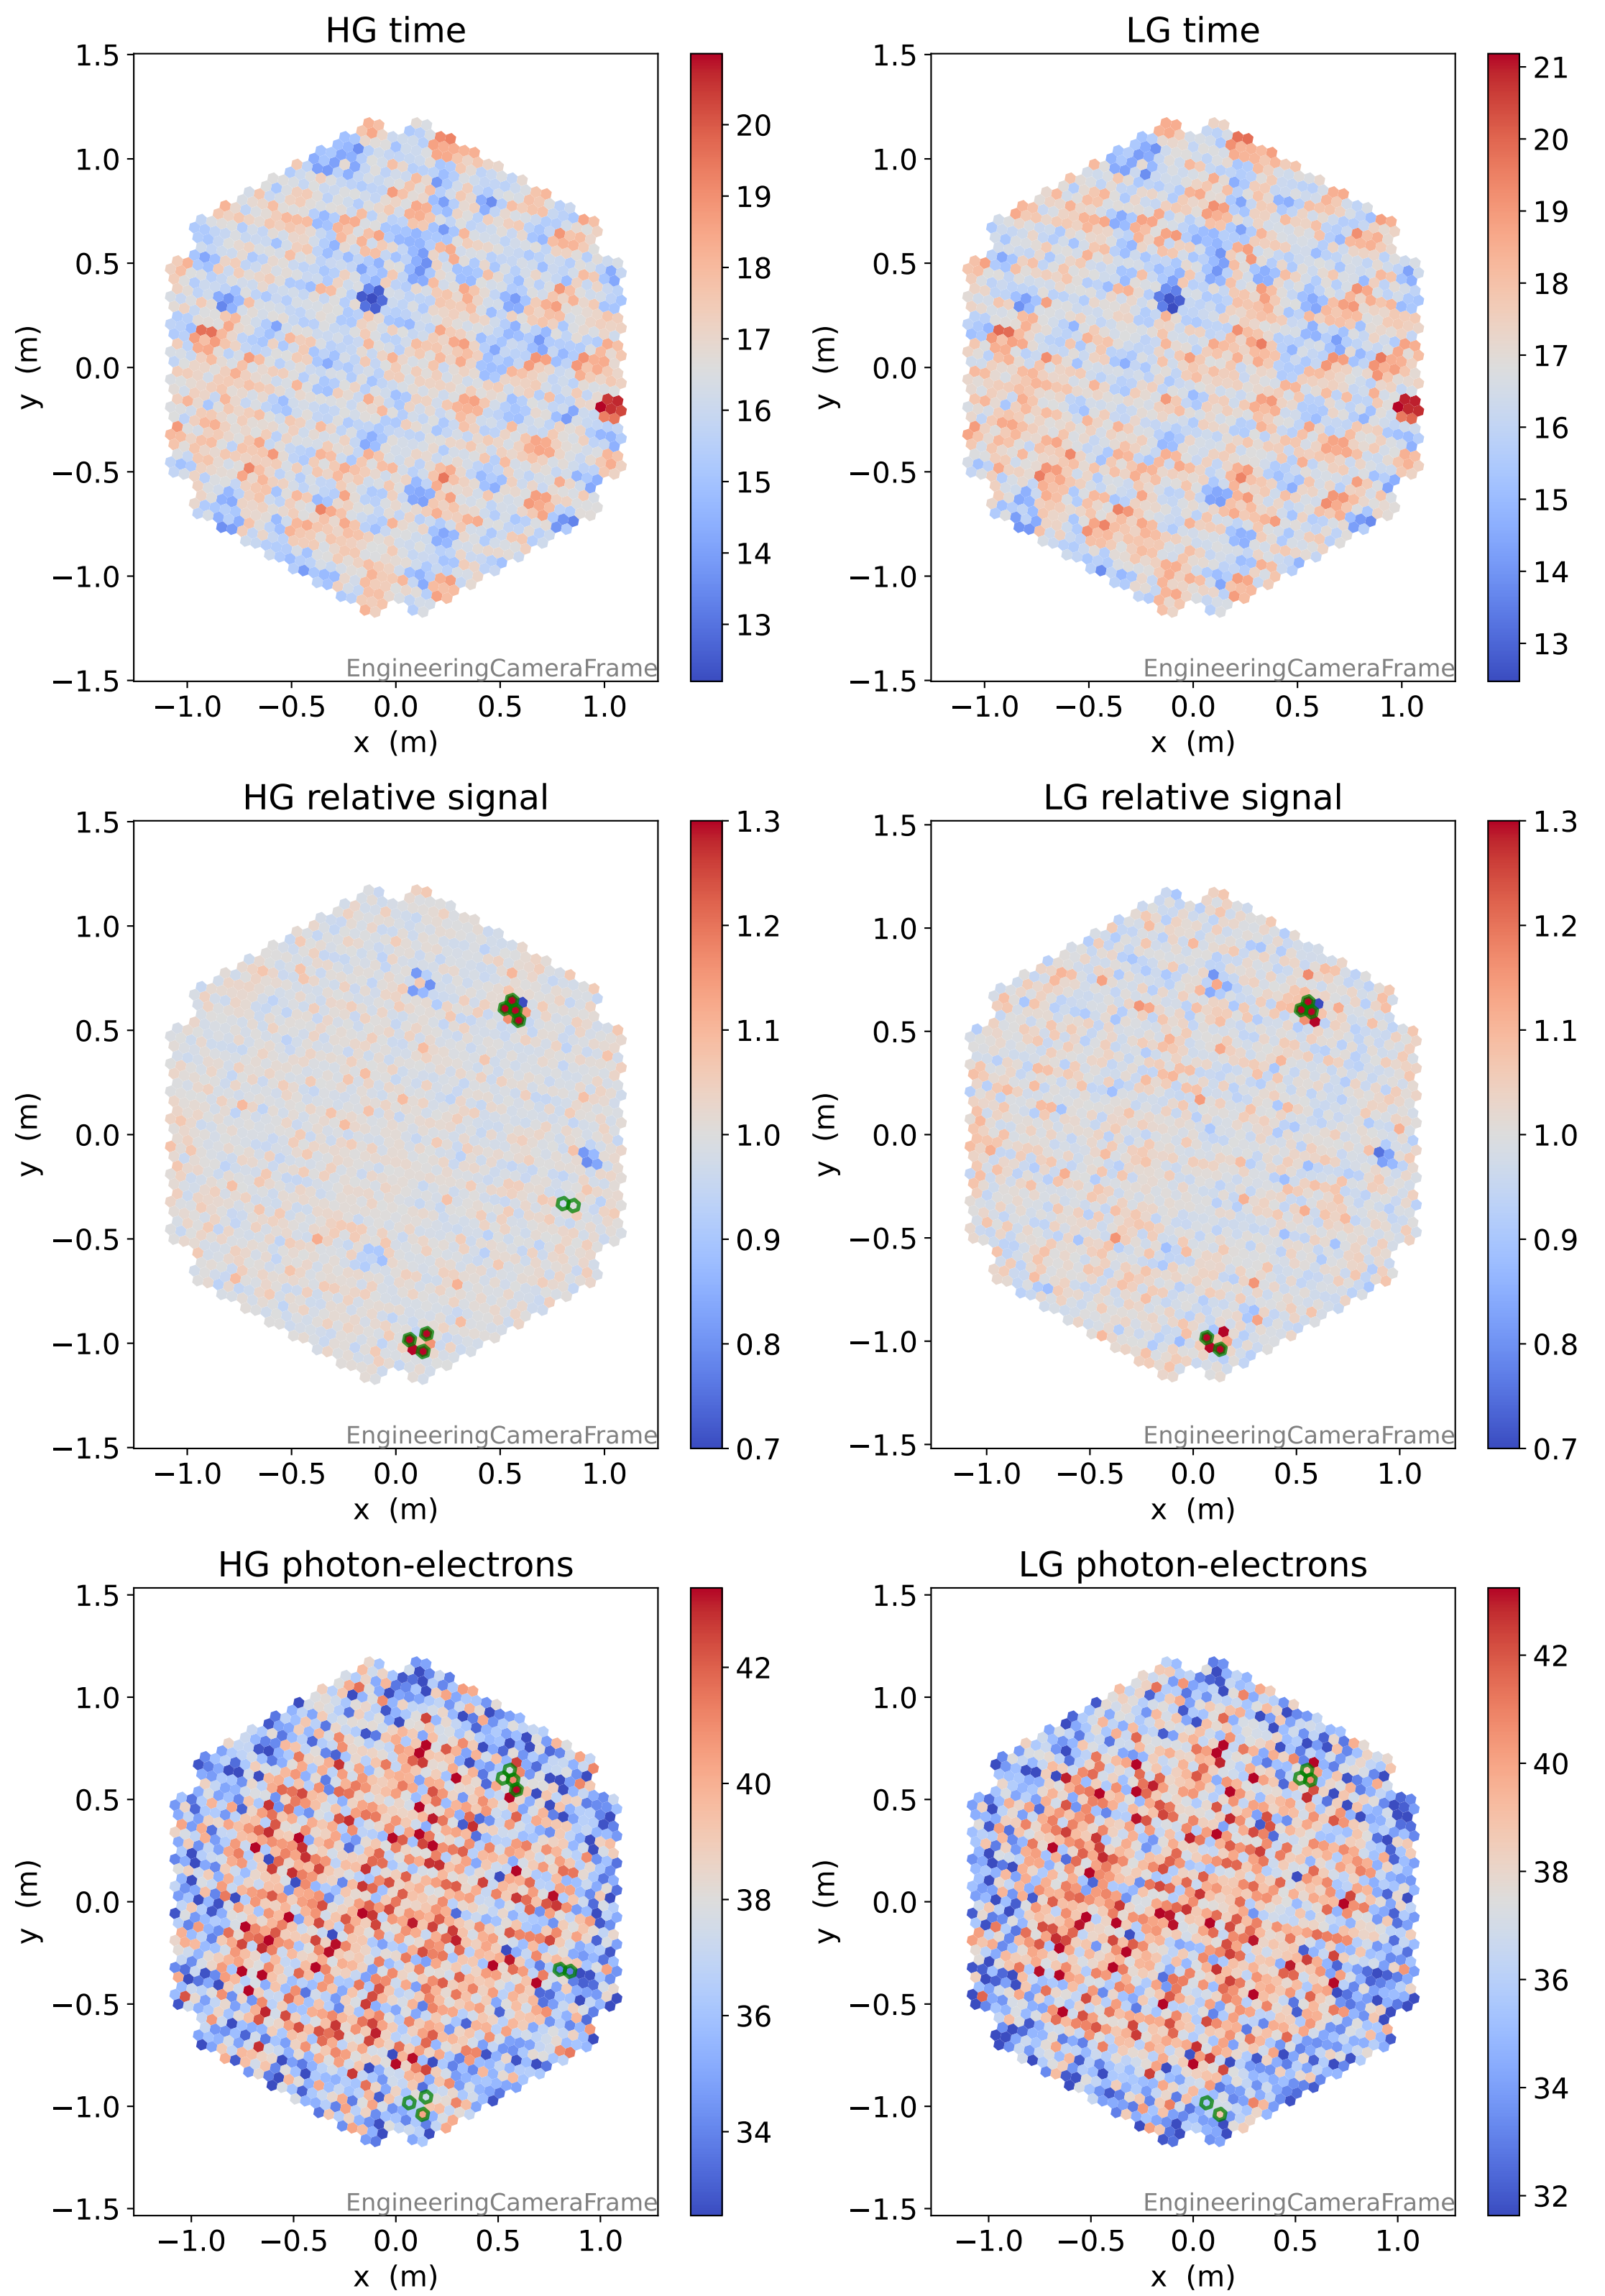 HG time
1.5
1.0
0.5
0.0
−0.5
−1.0
−1.5
y (m)
−1.0 −0.5 0.0 0.5 1.0
x (m)
EngineeringCameraFrame
20
19
18
17
16
15
14
13
LG time
1.5
1.0
0.5
0.0
−0.5
−1.0
−1.5
y (m)
−1.0 −0.5 0.0 0.5 1.0
x (m)
EngineeringCameraFrame
21
20
19
18
17
16
15
14
13
HG relative signal
1.5
1.0
0.5
0.0
−0.5
−1.0
−1.5
y (m)
−1.0 −0.5 0.0 0.5 1.0
x (m)
EngineeringCameraFrame
1.3
1.2
1.1
1.0
0.9
0.8
0.7
LG relative signal
1.5
1.0
0.5
0.0
−0.5
−1.0
−1.5
y (m)
−1.0 −0.5 0.0 0.5 1.0
x (m)
EngineeringCameraFrame
1.3
1.2
1.1
1.0
0.9
0.8
0.7
HG photon-electrons
1.5
1.0
0.5
0.0
−0.5
−1.0
−1.5
y (m)
−1.0 −0.5 0.0 0.5 1.0
x (m)
EngineeringCameraFrame
42
40
38
36
34
LG photon-electrons
1.5
1.0
0.5
0.0
−0.5
−1.0
−1.5
y (m)
−1.0 −0.5 0.0 0.5 1.0
x (m)
EngineeringCameraFrame
42
40
38
36
34
32